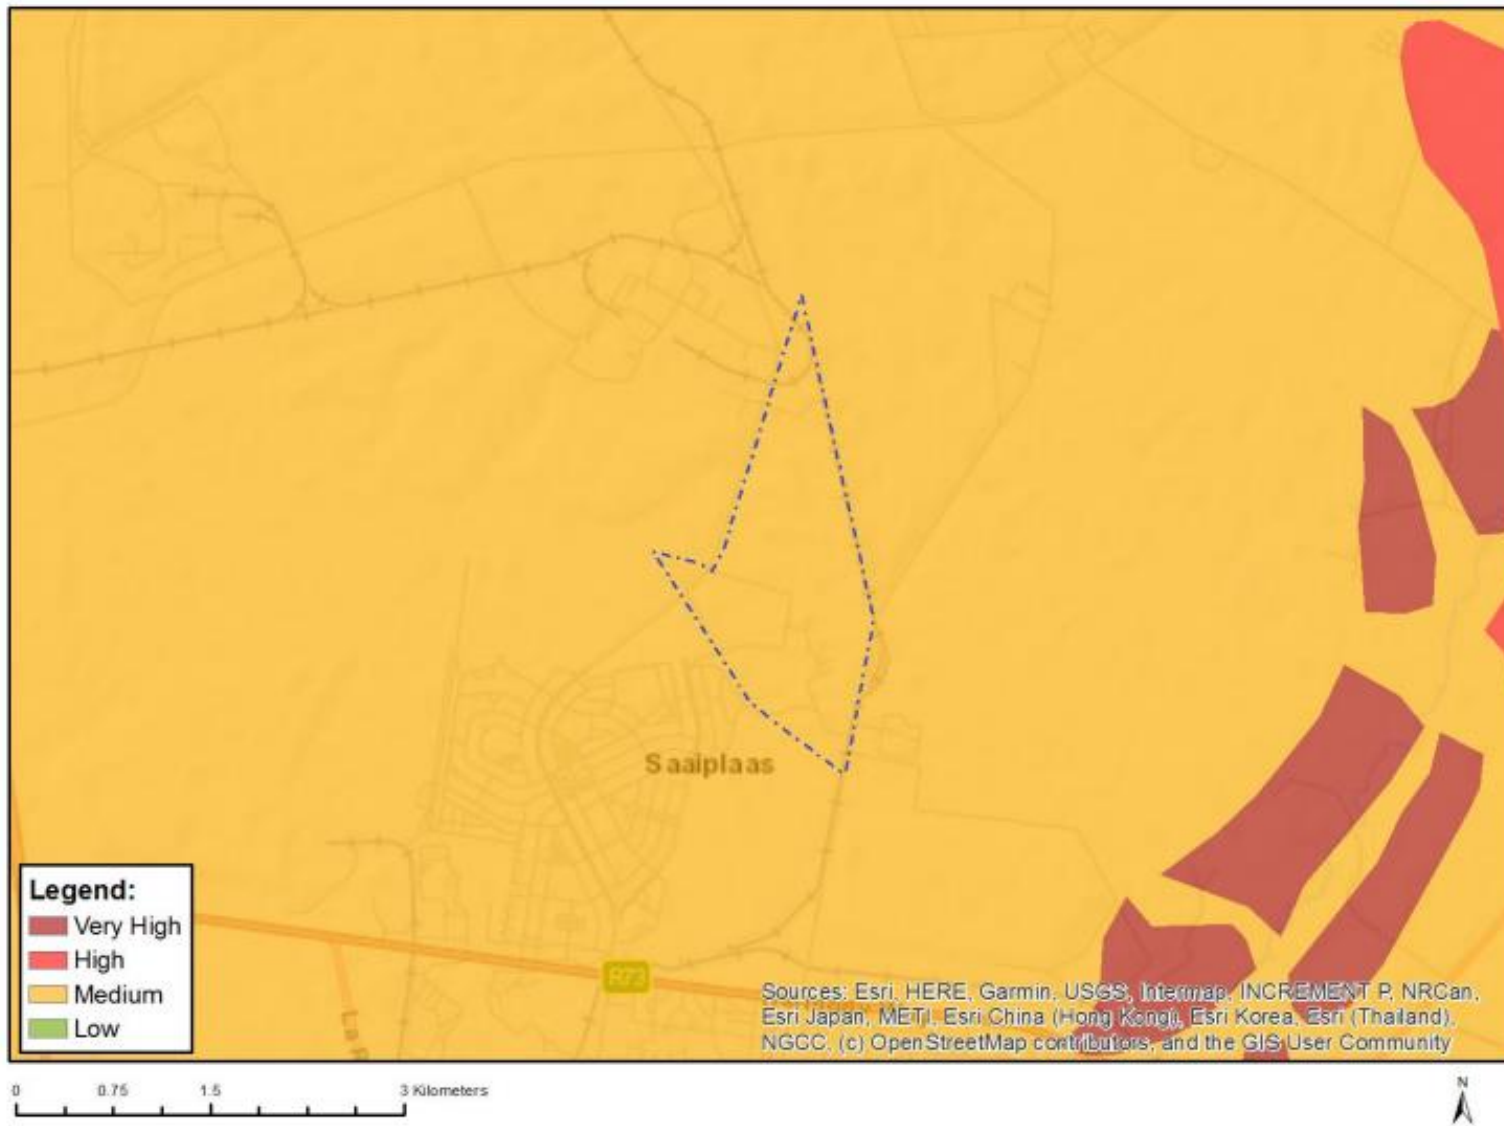 Saaiplaas
Legend:
Very High
High
Medium
Low
R73
Sources: Esri, HERE, Garmin, USGS, Intermap, INCREMENT P, NRCan,
Esri Japan, METI, Esri China (Hong Kong), Esri Korea, Esri (Thailand),
NGCC, (c) OpenStreetMap contributors, and the GIS User Community
0 0.75 1.5 3 Kilometers
N